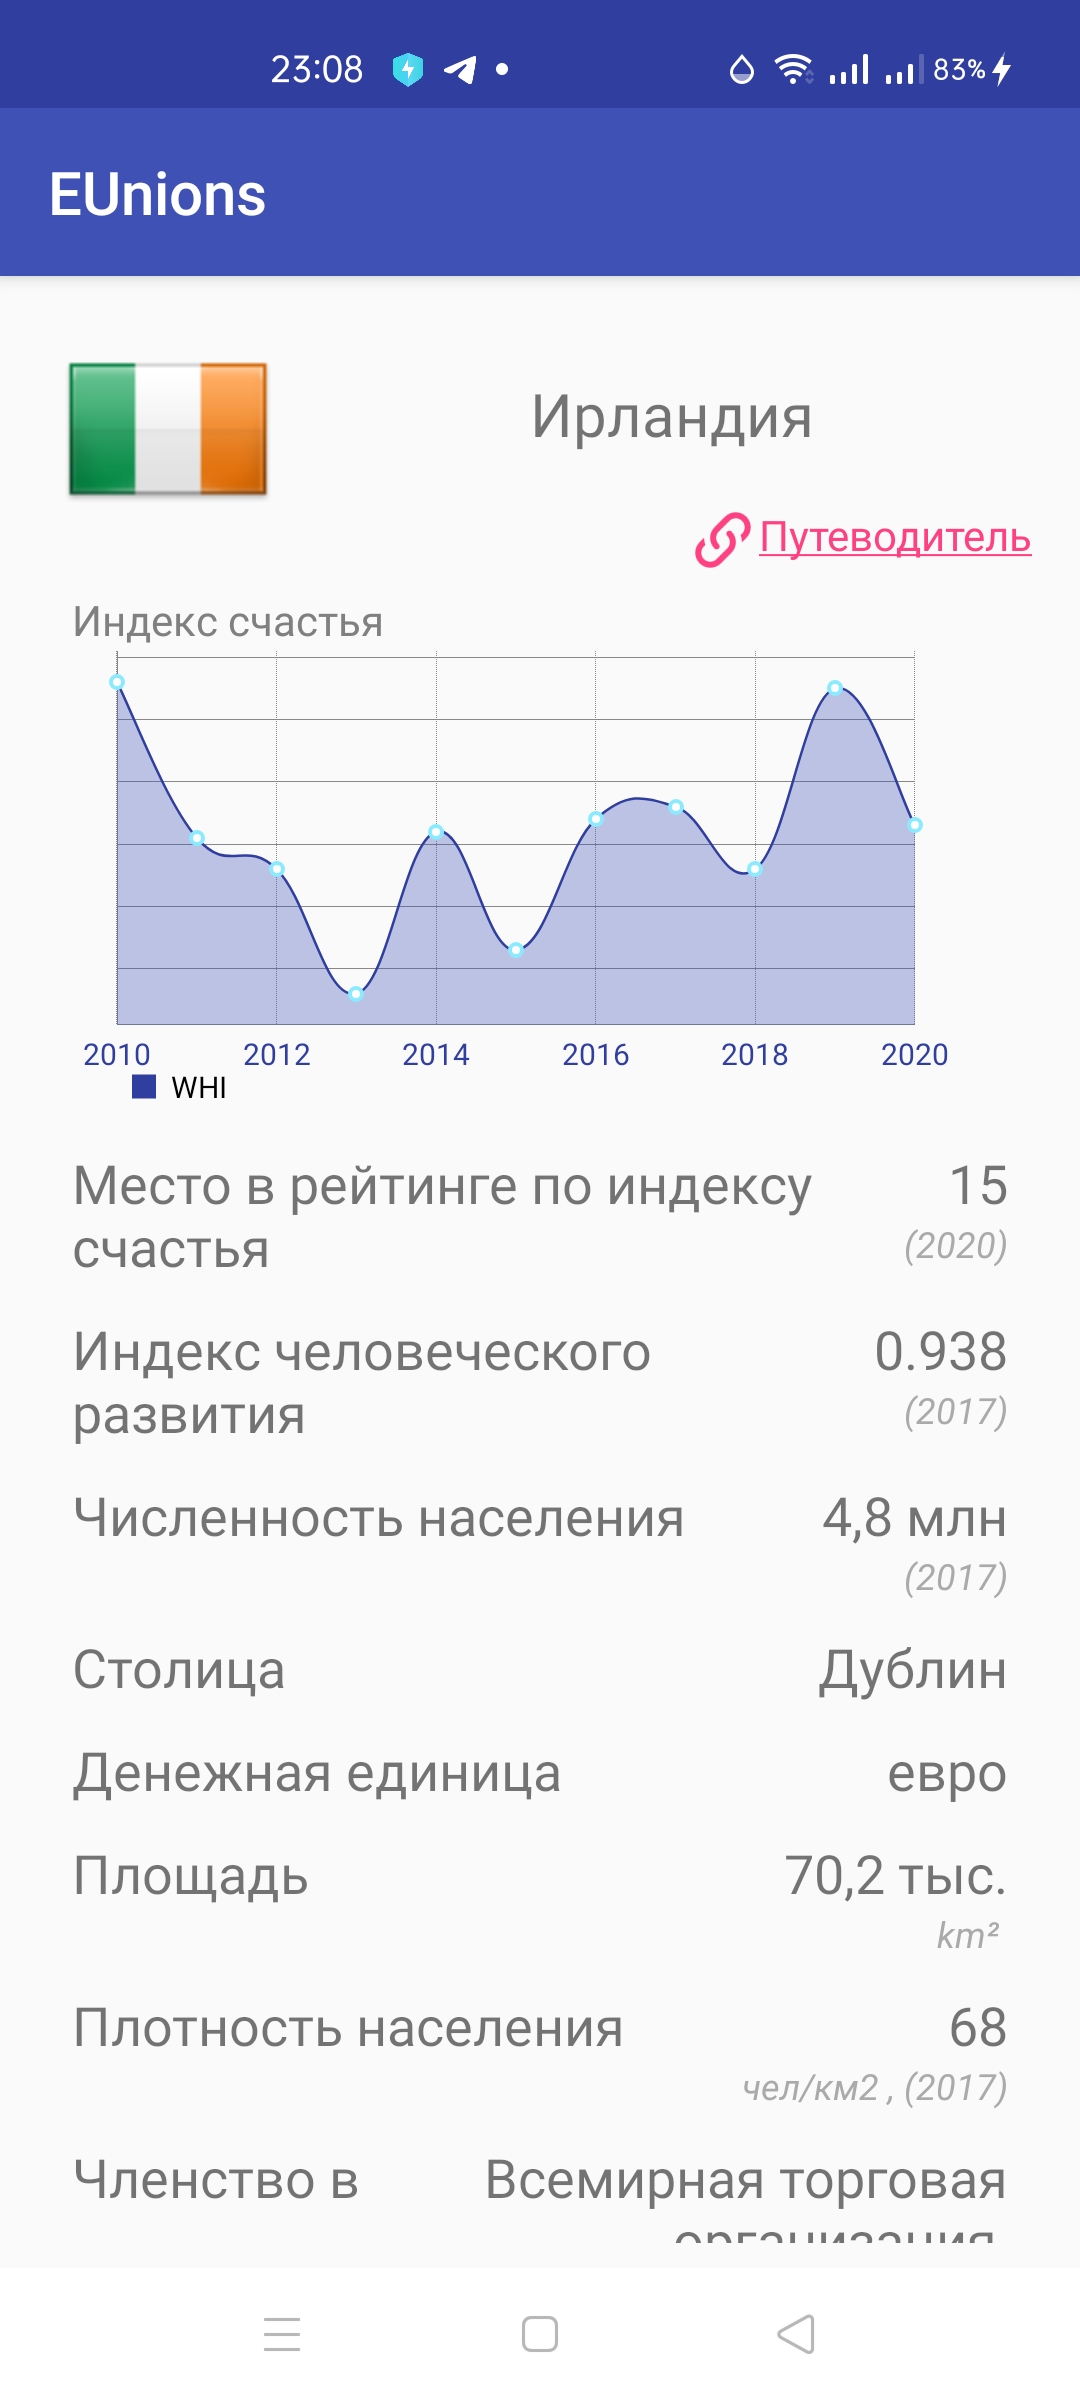 23:08 83%
EUnions
Ирландия
Путеводитель
Индекс счастья
2010 2012 2014 2016 2018 2020
WHI
Место в рейтинге по индексу 15
счастья (2020)
Индекс человеческого 0.938
развития (2017)
Численность населения 4,8 млн
(2017)
Столица Дублин
Денежная единица евро
Площадь 70,2 тыс.
km²
Плотность населения 68
чел/км2 , (2017)
Членство в Всемирная торговая
организация